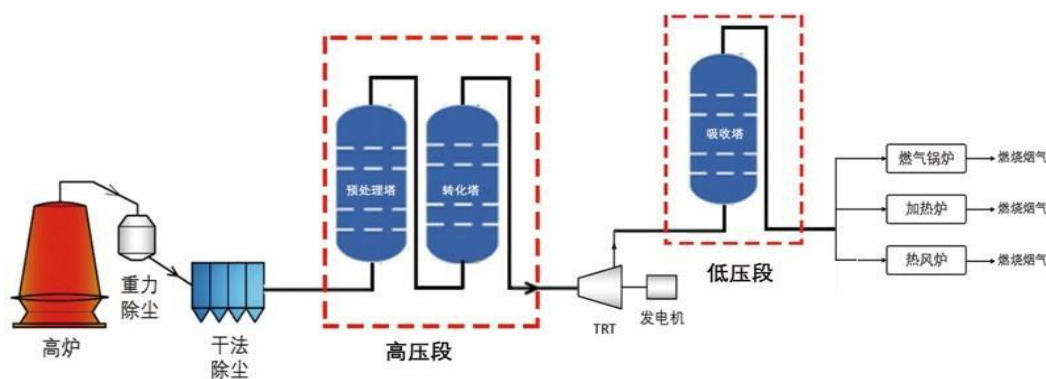 预处理塔
转化塔
吸收塔
燃气锅炉
燃烧烟气
加热炉
燃烧烟气
热风炉
燃烧烟气
高炉
重力
除尘
干法
除尘
高压段
TRT
发电机
低压段